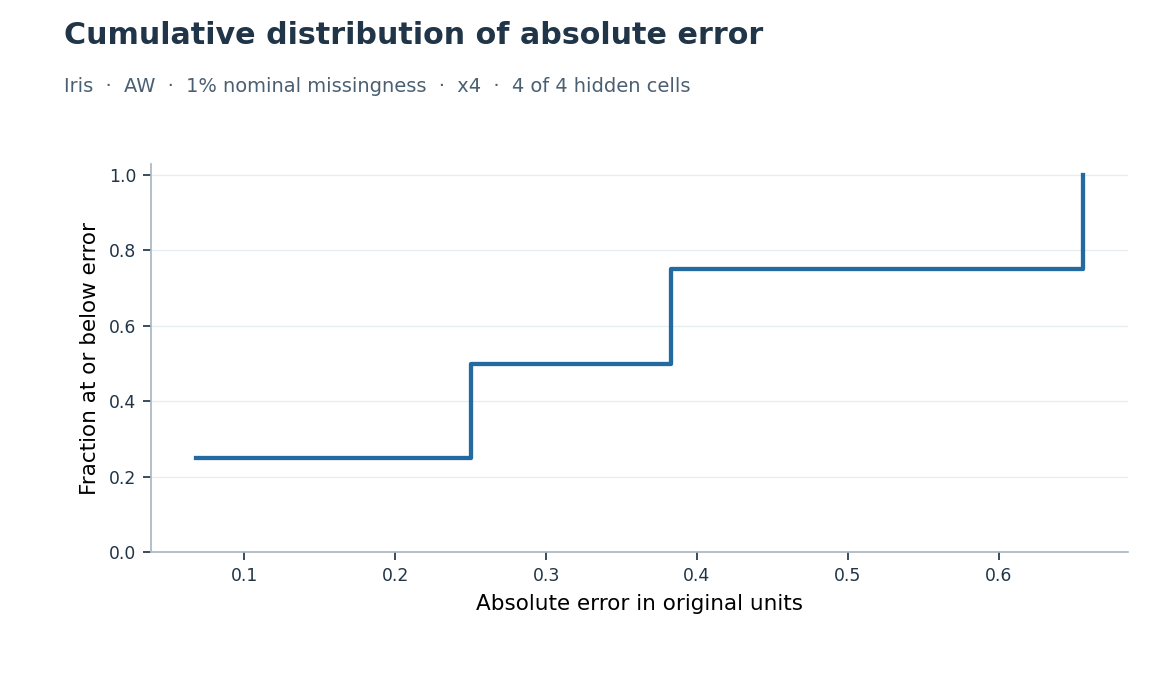 Cumulative distribution of absolute error
Iris · AW · 1% nominal missingness · x4 · 4 of 4 hidden cells
Fraction at or below error
1.0
0.8
0.6
0.4
0.2
0.0
0.1 0.2 0.3 0.4 0.5 0.6
Absolute error in original units